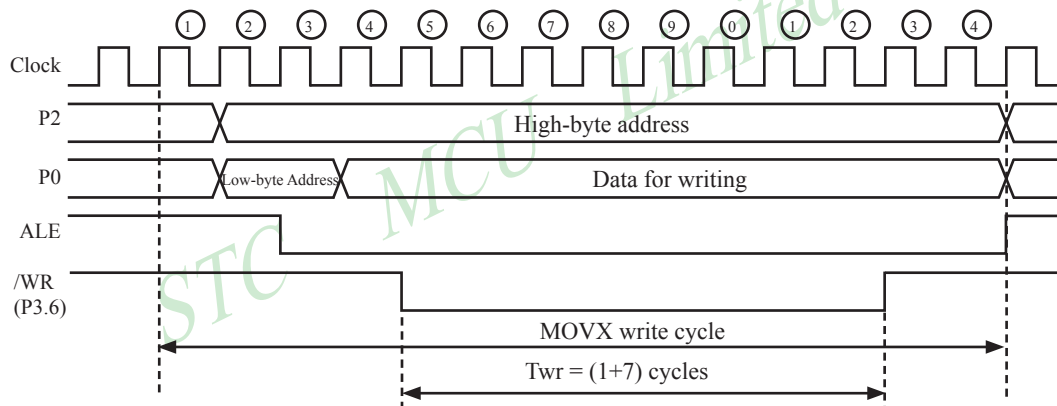 1 2 3 4 5 6 7 8 9 0 1 2 3 4
Clock
P2
High-byte address
P0
Low-byte Address
Data for writing
ALE
/WR
(P3.6)
MOVX write cycle
Twr = (1+7) cycles
STC MCU Limited